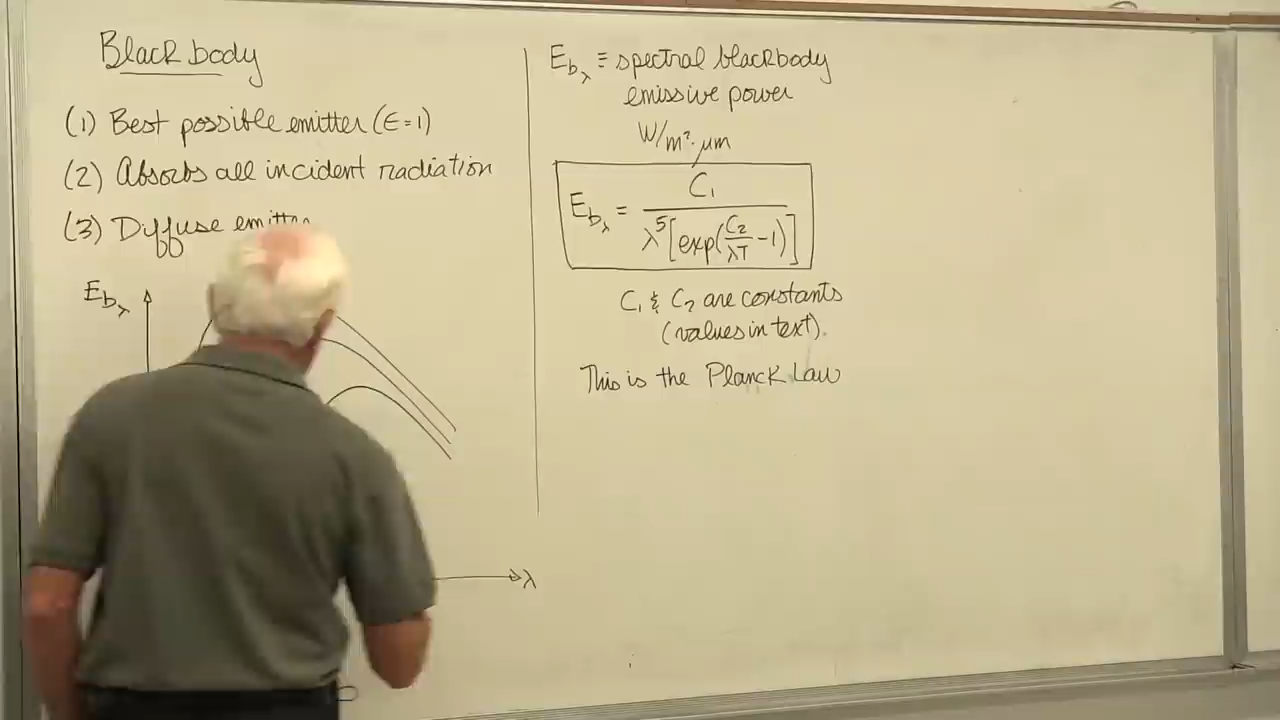 Black body
(1) Best possible emitter (ϵ=1)
(2) Absorbs all incident radiation
(3) Diffuse emitter
E_bλ
λ
E_bλ ≡ spectral blackbody
emissive power
W/m²·μm
E_bλ = C₁ / λ⁵[exp(C₂/λT -1)]
C₁ & C₂ are constants
(values in text).
This is the Planck Law